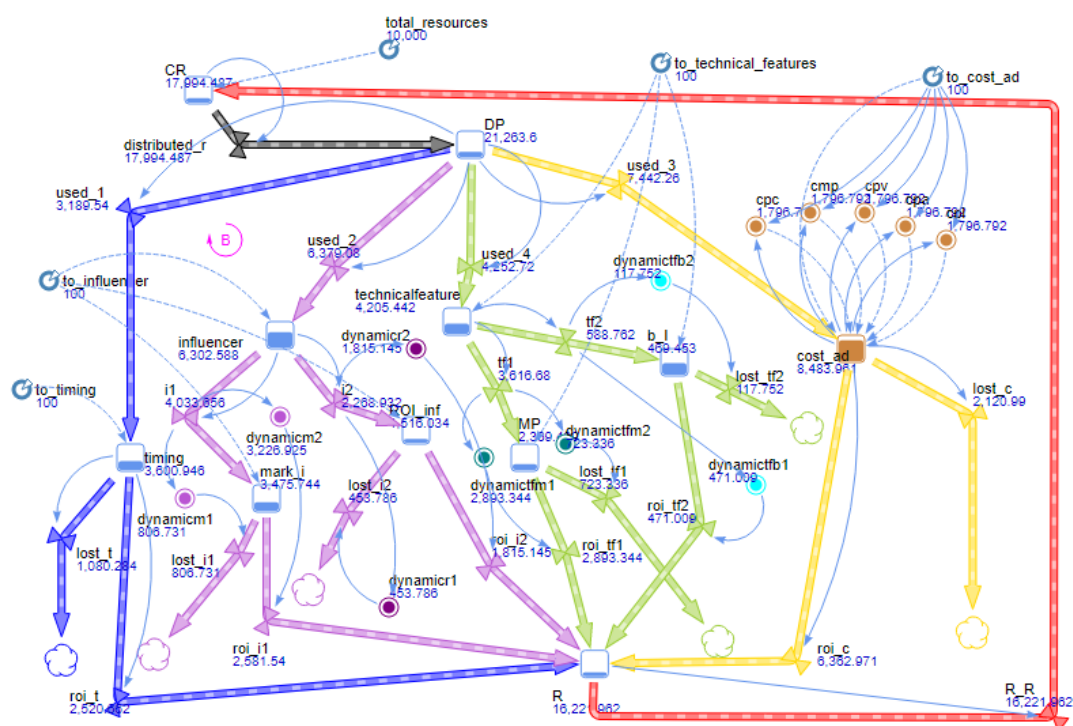 total_resources
10,000
to_technical_features
100
to_cost_ad
100
CR
17,994.487
DP
21,263.6
distributed_r
17,994.487
used_3
7,442.26
used_1
3,189.54
cmp
1,796.792
cpv
1,796.792
cpc
B
used_2
6,379.08
used_4
4,252.72
1,796.792
dynamictfb2
117.752
to_influencer
100
technicalfeature
4,205.442
tf2
588.762
b_l
469.453
influencer
6,302.588
dynamicr2
1,815.145
cost_ad
8,483.961
tf1
3,616.68
lost_tf2
117.752
to_timing
100
i1
4,033.656
i2
2,268.932
lost_c
2,120.99
ROI_inf
dynamicm2
3,226.925
MP
dynamictfm2
723.336
timing
3,600.946
mark_i
3,475.744
lost_tf1
723.336
dynamictfb1
471.009
dynamictfm1
2,893.344
lost_i2
453.786
dynamicm1
806.731
roi_tf2
471.009
lost_t
1,080.284
lost_i1
806.731
roi_i2
1,815.145
roi_tf1
2,893.344
dynamicr1
453.786
roi_i1
2,581.54
roi_c
6,362.971
roi_t
R
R_R
16,221.962